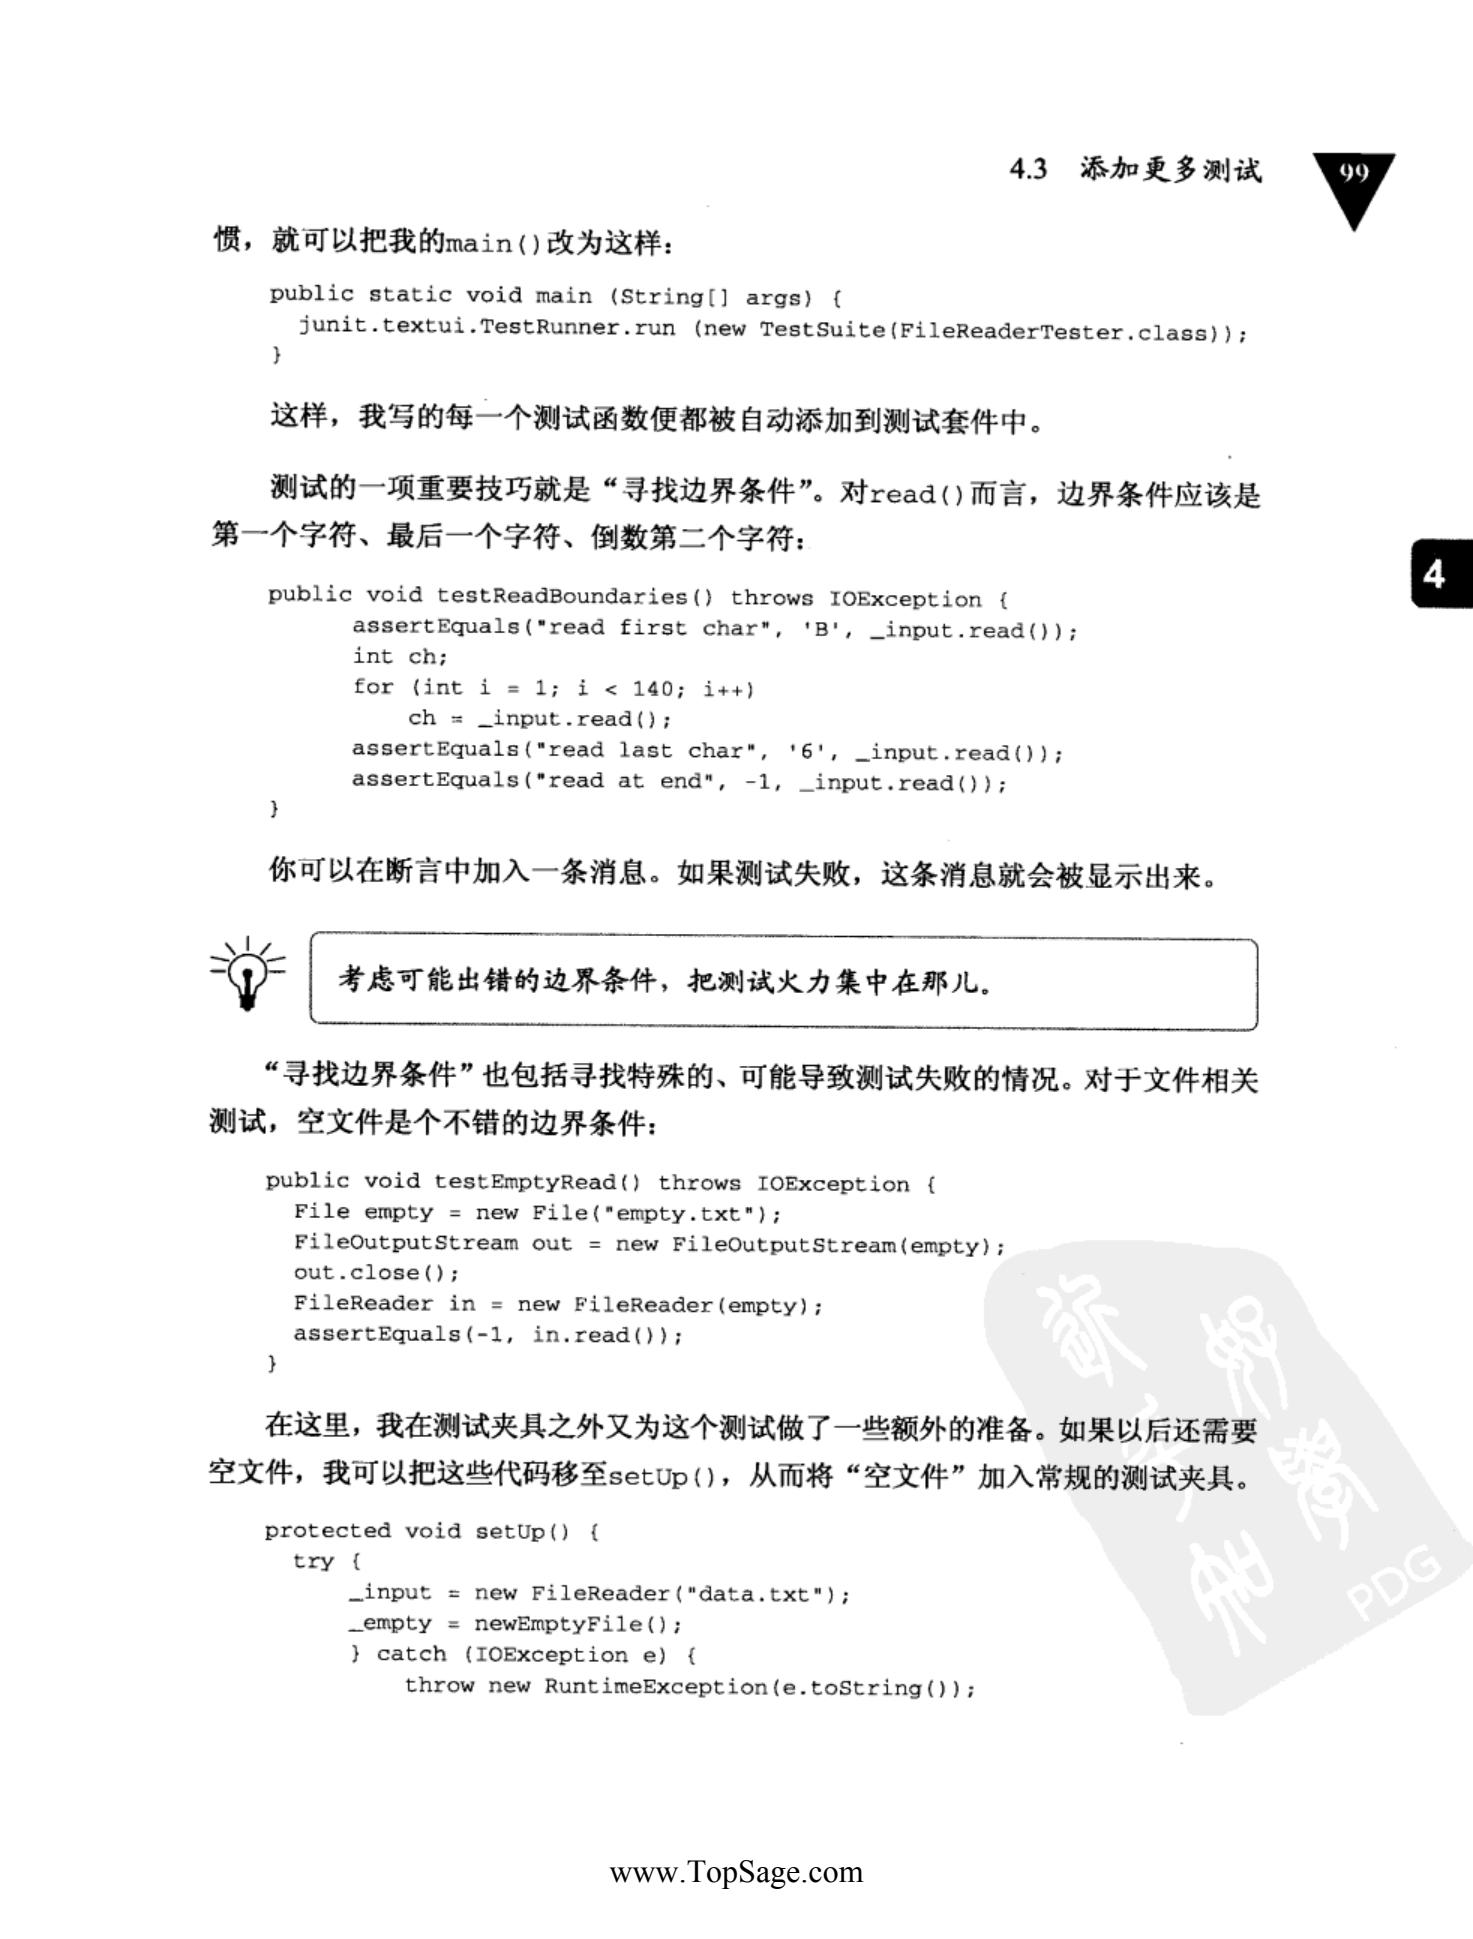 4.3 添加更多测试
99
惯，就可以把我的main()改为这样：
public static void main (String[] args) {
junit.textui.TestRunner.run (new TestSuite(FileReaderTester.class));
}
这样，我写的每一个测试函数便都被自动添加到测试套件中。
测试的一项重要技巧就是“寻找边界条件”。对read()而言，边界条件应该是
第一个字符、最后一个字符、倒数第二个字符：
4
public void testReadBoundaries() throws IOException {
assertEquals("read first char", 'B', _input.read());
int ch;
for (int i = 1; i < 140; i++)
ch = _input.read();
assertEquals("read last char", '6', _input.read());
assertEquals("read at end", -1, _input.read());
}
你可以在断言中加入一条消息。如果测试失败，这条消息就会被显示出来。
考虑可能出错的边界条件，把测试火力集中在那儿。
“寻找边界条件”也包括寻找特殊的、可能导致测试失败的情况。对于文件相关
测试，空文件是个不错的边界条件：
public void testEmptyRead() throws IOException {
File empty = new File("empty.txt");
FileOutputStream out = new FileOutputStream(empty);
out.close();
FileReader in = new FileReader(empty);
assertEquals(-1, in.read());
}
在这里，我在测试夹具之外又为这个测试做了一些额外的准备。如果以后还需要
空文件，我可以把这些代码移至setUp()，从而将“空文件”加入常规的测试夹具。
protected void setUp() {
try {
_input = new FileReader("data.txt");
_empty = newEmptyFile();
} catch (IOException e) {
throw new RuntimeException(e.toString());
PDG
www.TopSage.com